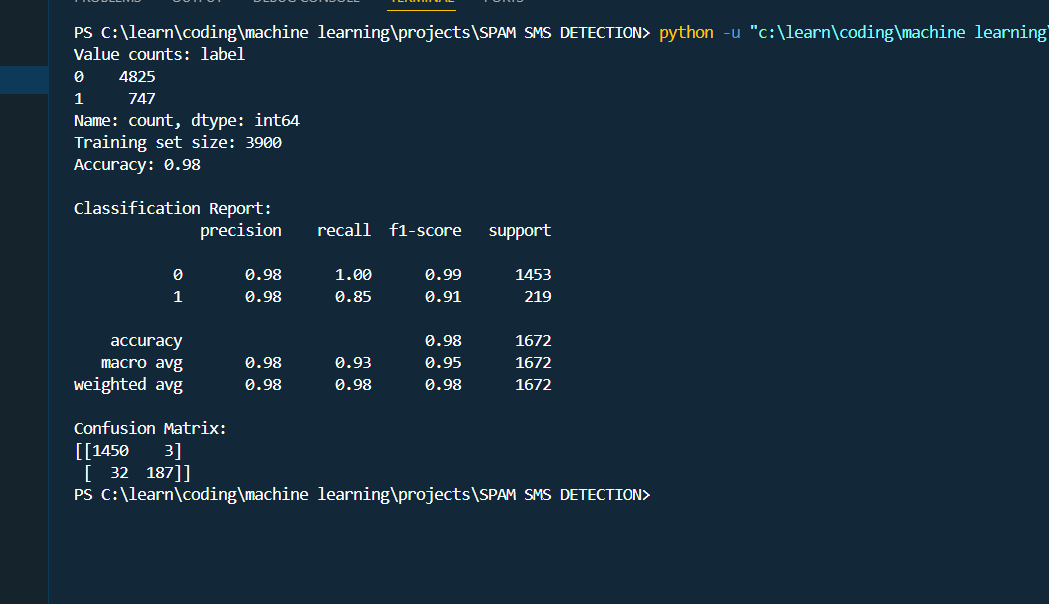 PROBLEMS OUTPUT DEBUG CONSOLE TERMINAL PORTS
PS C:\learn\coding\machine learning\projects\SPAM SMS DETECTION> python -u "c:\learn\coding\machine learning\
Value counts: label
0    4825
1     747
Name: count, dtype: int64
Training set size: 3900
Accuracy: 0.98
Classification Report:
              precision    recall  f1-score   support
           0       0.98      1.00      0.99      1453
           1       0.98      0.85      0.91       219
    accuracy                           0.98      1672
   macro avg       0.98      0.93      0.95      1672
weighted avg       0.98      0.98      0.98      1672
Confusion Matrix:
[[1450    3]
 [  32  187]]
PS C:\learn\coding\machine learning\projects\SPAM SMS DETECTION>